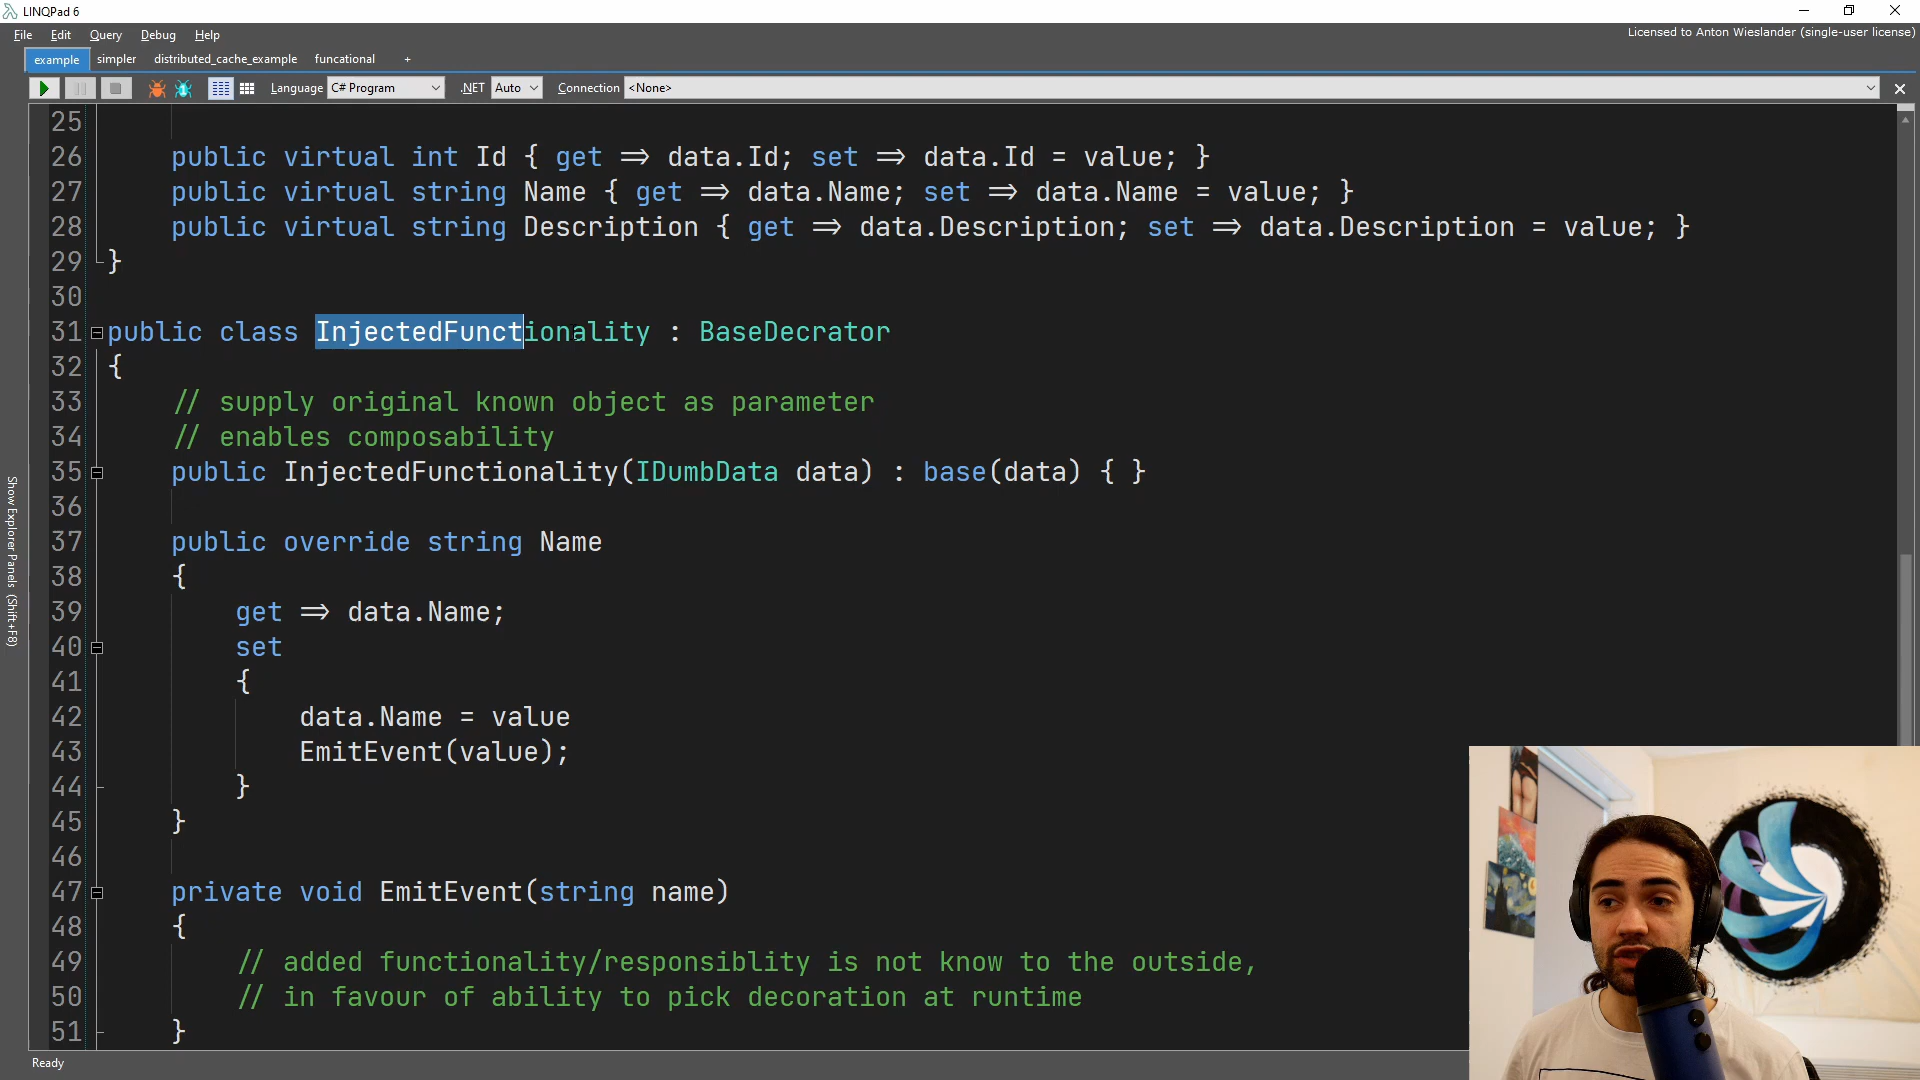 LINQPad 6
File Edit Query Debug Help
Licensed to Anton Wieslander (single-user license)
example simpler distributed_cache_example funcational +
Language C# Program .NET Auto Connection <None>
25
26 public virtual int Id { get => data.Id; set => data.Id = value; }
27 public virtual string Name { get => data.Name; set => data.Name = value; }
28 public virtual string Description { get => data.Description; set => data.Description = value; }
29 }
30
31 public class InjectedFunctionality : BaseDecrator
32 {
33 // supply original known object as parameter
34 // enables composability
35 public InjectedFunctionality(IDumbData data) : base(data) { }
36
37 public override string Name
38 {
39 get => data.Name;
40 set
41 {
42 data.Name = value
43 EmitEvent(value);
44 }
45 }
46
47 private void EmitEvent(string name)
48 {
49 // added functionality/responsiblity is not know to the outside,
50 // in favour of ability to pick decoration at runtime
51 }
Show Explorer Panels (Shift+F8)
Ready